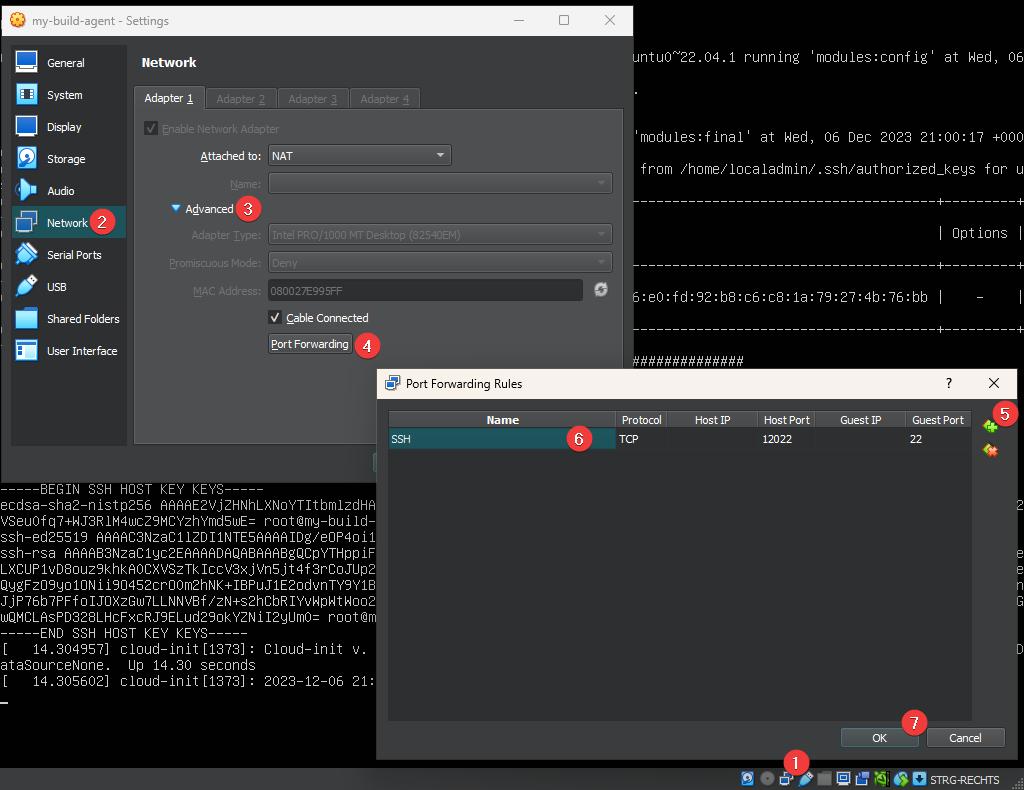 my-build-agent - Settings
General
System
Display
Storage
Audio
Network 2
Serial Ports
USB
Shared Folders
User Interface
Network
Adapter 1
Adapter 2
Adapter 3
Adapter 4
Enable Network Adapter
Attached to: NAT
Name:
Advanced 3
Adapter Type: Intel PRO/1000 MT Desktop (82540EM)
Promiscuous Mode: Deny
MAC Address: 080027E995FF
Cable Connected
Port Forwarding 4
untu0~22.04.1 running 'modules:config' at Wed, 06
.
'modules:final' at Wed, 06 Dec 2023 21:00:17 +000
from /home/localadmin/.ssh/authorized_keys for u
---------------------------------------+---------+
| Options |
---------------------------------------+---------+
6:e0:fd:92:b8:c6:c8:1a:79:27:4b:76:bb | - |
---------------------------------------+---------+
##############
Port Forwarding Rules
?
5
Name Protocol Host IP Host Port Guest IP Guest Port
SSH 6 TCP 12022 22
7
OK Cancel
-----BEGIN SSH HOST KEY KEYS-----
ecdsa-sha2-nistp256 AAAAE2VjZHNhLXNoYTItbmlzdHA
VSeu0fq7+WJ3RlM4wcZ9MCYzhYmd5wE= root@my-build-
ssh-ed25519 AAAAC3NzaC1lZDI1NTE5AAAAIDg/eOP4oi1
ssh-rsa AAAAB3NzaC1yc2EAAAADAQABAAABgQCpYTHppiF
LXCUP1vD8ouz9khkA0CXVSzTkIccV3xjVn5jt4f3rCoJUp2
QygFzO9yo1ONii9O452crO0m2hNK+IBPuJ1E2odvnTY9Y1B
JjP76b7PFfoIJOXzGw7LLNNVBf/zN+s2hCbRIYvWpWtWoo2
wQMCLAsPD328LHcFxcRJ9ELud29okYZNiI2yUmO= root@m
-----END SSH HOST KEY KEYS-----
[ 14.304957] cloud-init[1373]: Cloud-init v.
ataSourceNone. Up 14.30 seconds
[ 14.305602] cloud-init[1373]: 2023-12-06 21:
1
STRG-RECHTS